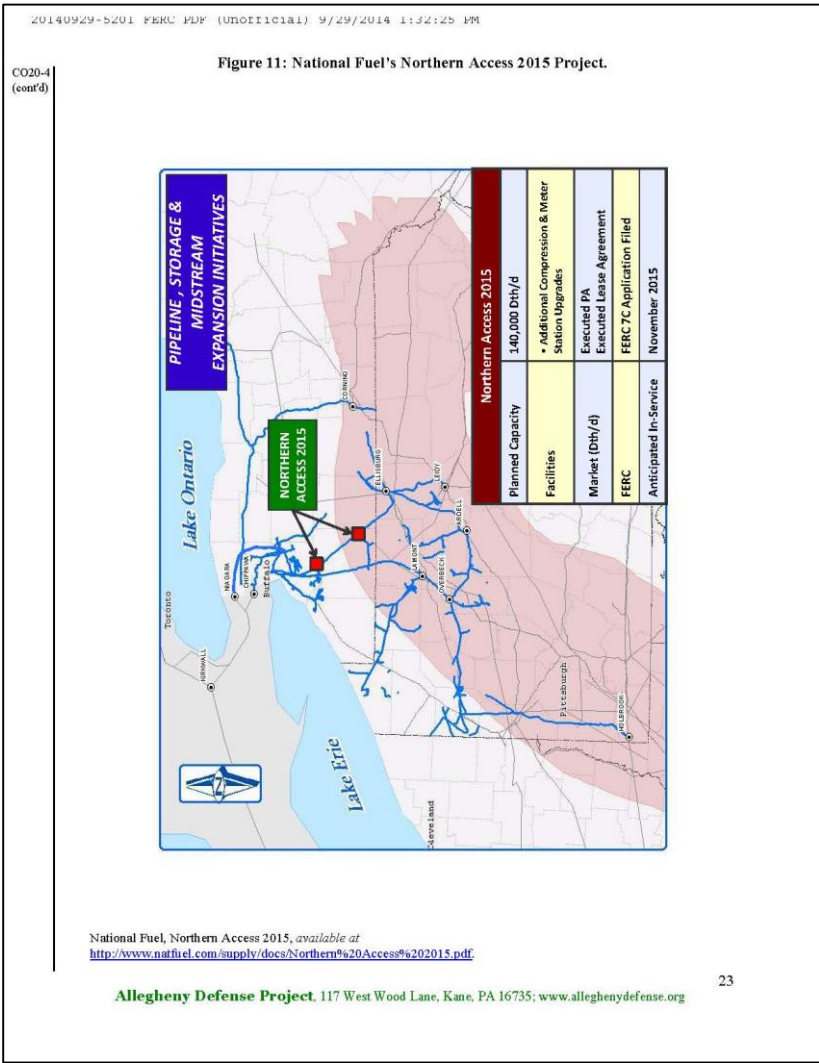 20140929-5201 FERC PDF (Unofficial) 9/29/2014 1:32:25 PM
Figure 11: National Fuel's Northern Access 2015 Project.
CO20-4
(cont'd)
PIPELINE , STORAGE &
MIDSTREAM
EXPANSION INITIATIVES
Toronto
Lake Ontario
KIRKWALL
NIAGARA
CHIPPAWA
Buffalo
NORTHERN
ACCESS 2015
Lake Erie
CORNING
ELLISBURG
LEIDY
LAMONT
OVERBECK
Cleveland
Pittsburgh
HOLBROOK
N
Northern Access 2015
Planned Capacity
140,000 Dth/d
Facilities
• Additional Compression & Meter
Station Upgrades
Market (Dth/d)
Executed PA
Executed Lease Agreement
FERC
FERC 7C Application Filed
Anticipated In-Service
November 2015
National Fuel, Northern Access 2015, available at
http://www.natfuel.com/supply/docs/Northern%20Access%202015.pdf.
23
Allegheny Defense Project, 117 West Wood Lane, Kane, PA 16735; www.alleghenydefense.org